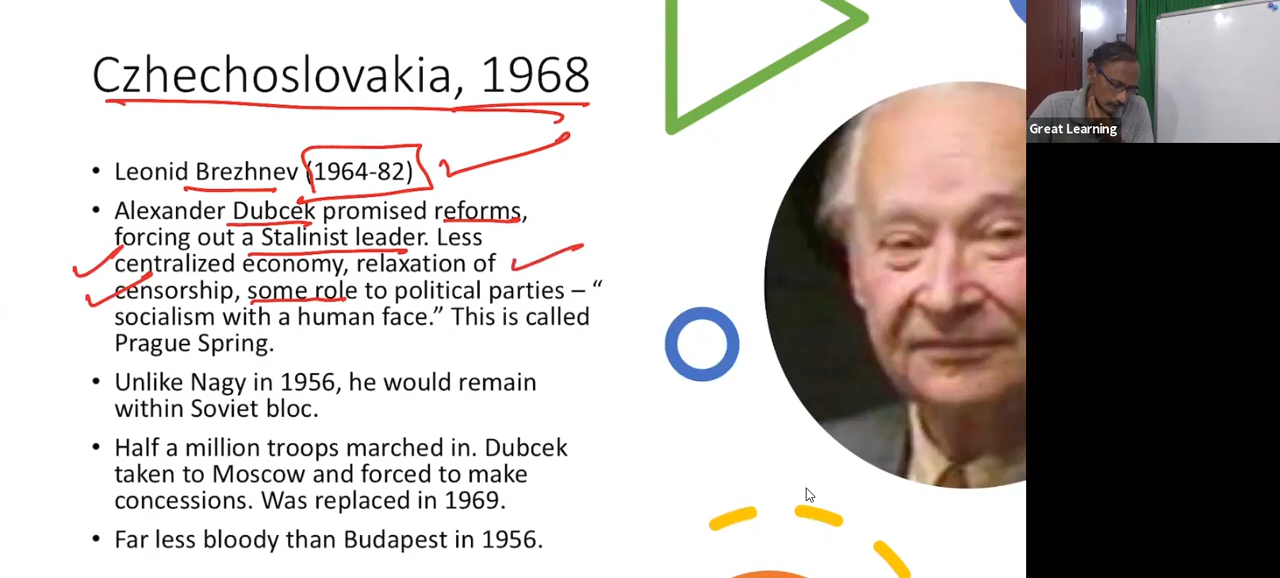 Czhechoslovakia, 1968
• Leonid Brezhnev (1964-82)
• Alexander Dubcek promised reforms,
forcing out a Stalinist leader. Less
centralized economy, relaxation of
censorship, some role to political parties – “
socialism with a human face.” This is called
Prague Spring.
• Unlike Nagy in 1956, he would remain
within Soviet bloc.
• Half a million troops marched in. Dubcek
taken to Moscow and forced to make
concessions. Was replaced in 1969.
• Far less bloody than Budapest in 1956.
Great Learning